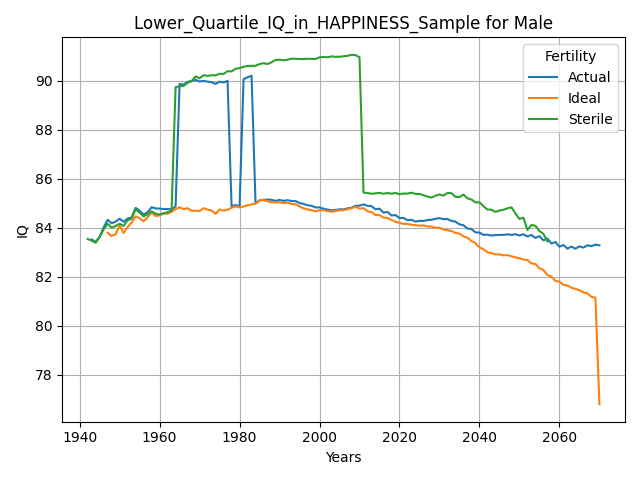 Lower_Quartile_IQ_in_HAPPINESS_Sample for Male
Fertility
Actual
Ideal
Sterile
IQ
90
88
86
84
82
80
78
1940
1960
1980
2000
2020
2040
2060
Years